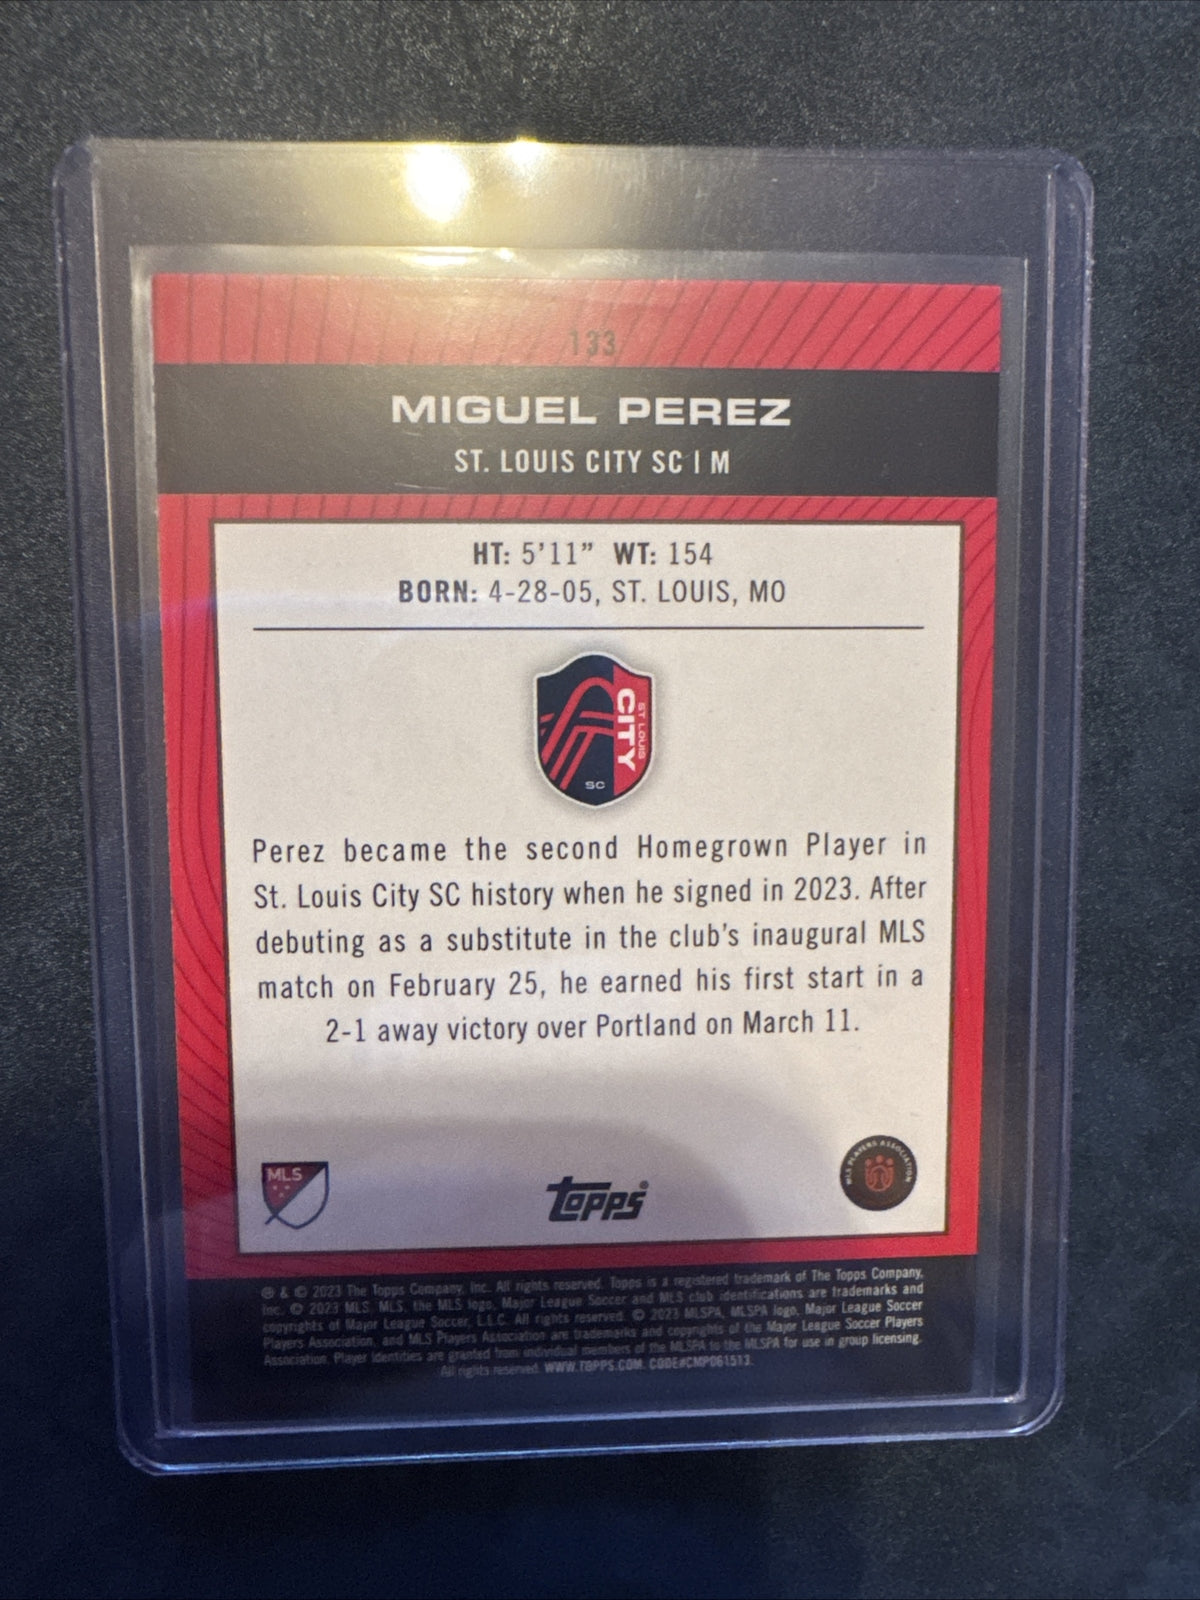 133
MIGUEL PEREZ
ST. LOUIS CITY SC | M
HT: 5'11" WT: 154
BORN: 4-28-05, ST. LOUIS, MO
ST LOUIS
CITY
SC
Perez became the second Homegrown Player in
St. Louis City SC history when he signed in 2023. After
debuting as a substitute in the club's inaugural MLS
match on February 25, he earned his first start in a
2-1 away victory over Portland on March 11.
MLS
Topps®
MLS PLAYERS ASSOCIATION
® & © 2023 The Topps Company, Inc. All rights reserved. Topps is a registered trademark of The Topps Company,
Inc. © 2023 MLS. MLS, the MLS logo, Major League Soccer and MLS club identifications are trademarks and
copyrights of Major League Soccer, L.L.C. All rights reserved. © 2023 MLSPA, MLSPA logo, Major League Soccer
Players Association, and MLS Players Association are trademarks and copyrights of the Major League Soccer Players
Association. Player identities are granted from individual members of the MLSPA to the MLSPA for use in group licensing.
All rights reserved. WWW.TOPPS.COM. CODE#CMP061513.